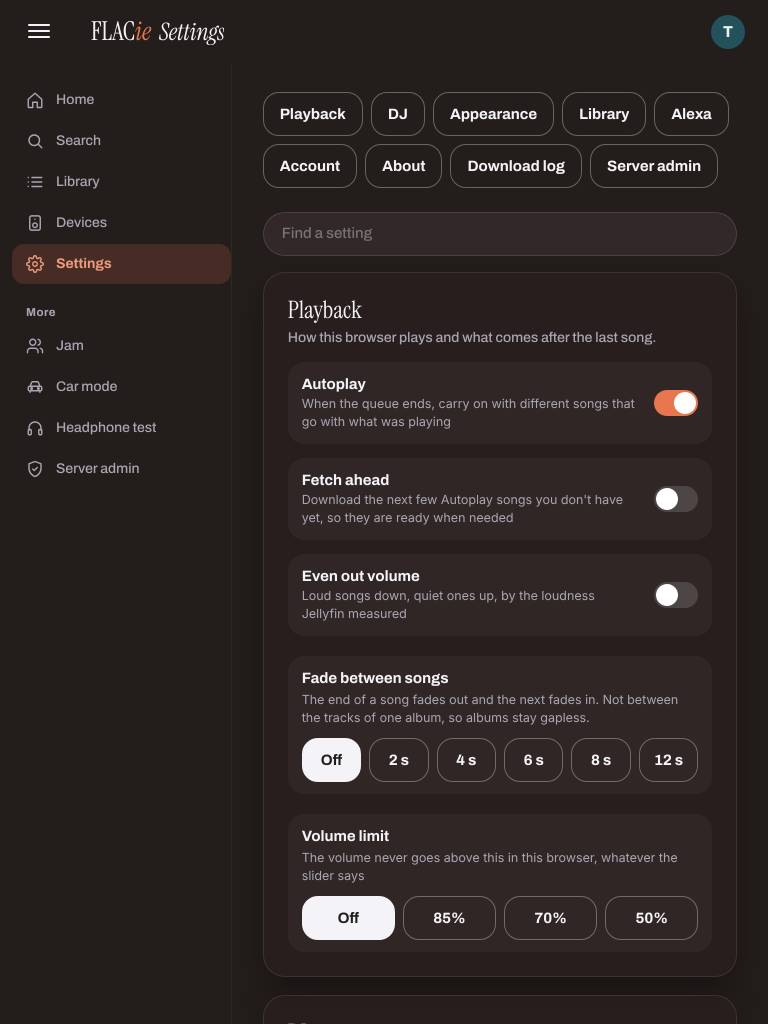 FLACie Settings
T
Home
Search
Library
Devices
Settings
More
Jam
Car mode
Headphone test
Server admin
Playback
DJ
Appearance
Library
Alexa
Account
About
Download log
Server admin
Find a setting
Playback
How this browser plays and what comes after the last song.
Autoplay
When the queue ends, carry on with different songs that
go with what was playing
Fetch ahead
Download the next few Autoplay songs you don't have
yet, so they are ready when needed
Even out volume
Loud songs down, quiet ones up, by the loudness
Jellyfin measured
Fade between songs
The end of a song fades out and the next fades in. Not between
the tracks of one album, so albums stay gapless.
Off
2 s
4 s
6 s
8 s
12 s
Volume limit
The volume never goes above this in this browser, whatever the
slider says
Off
85%
70%
50%